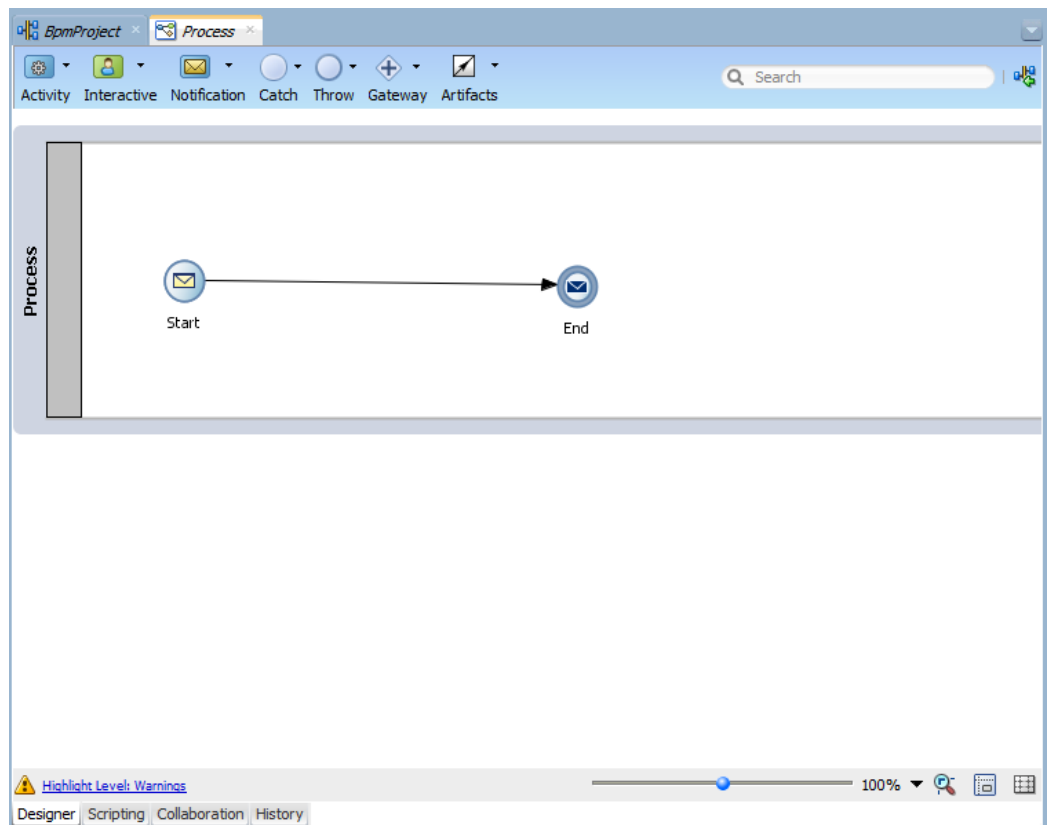 BpmProject Process
Activity Interactive Notification Catch Throw Gateway Artifacts
Search
Process
Start
End
Highlight Level: Warnings
100%
Designer Scripting Collaboration History